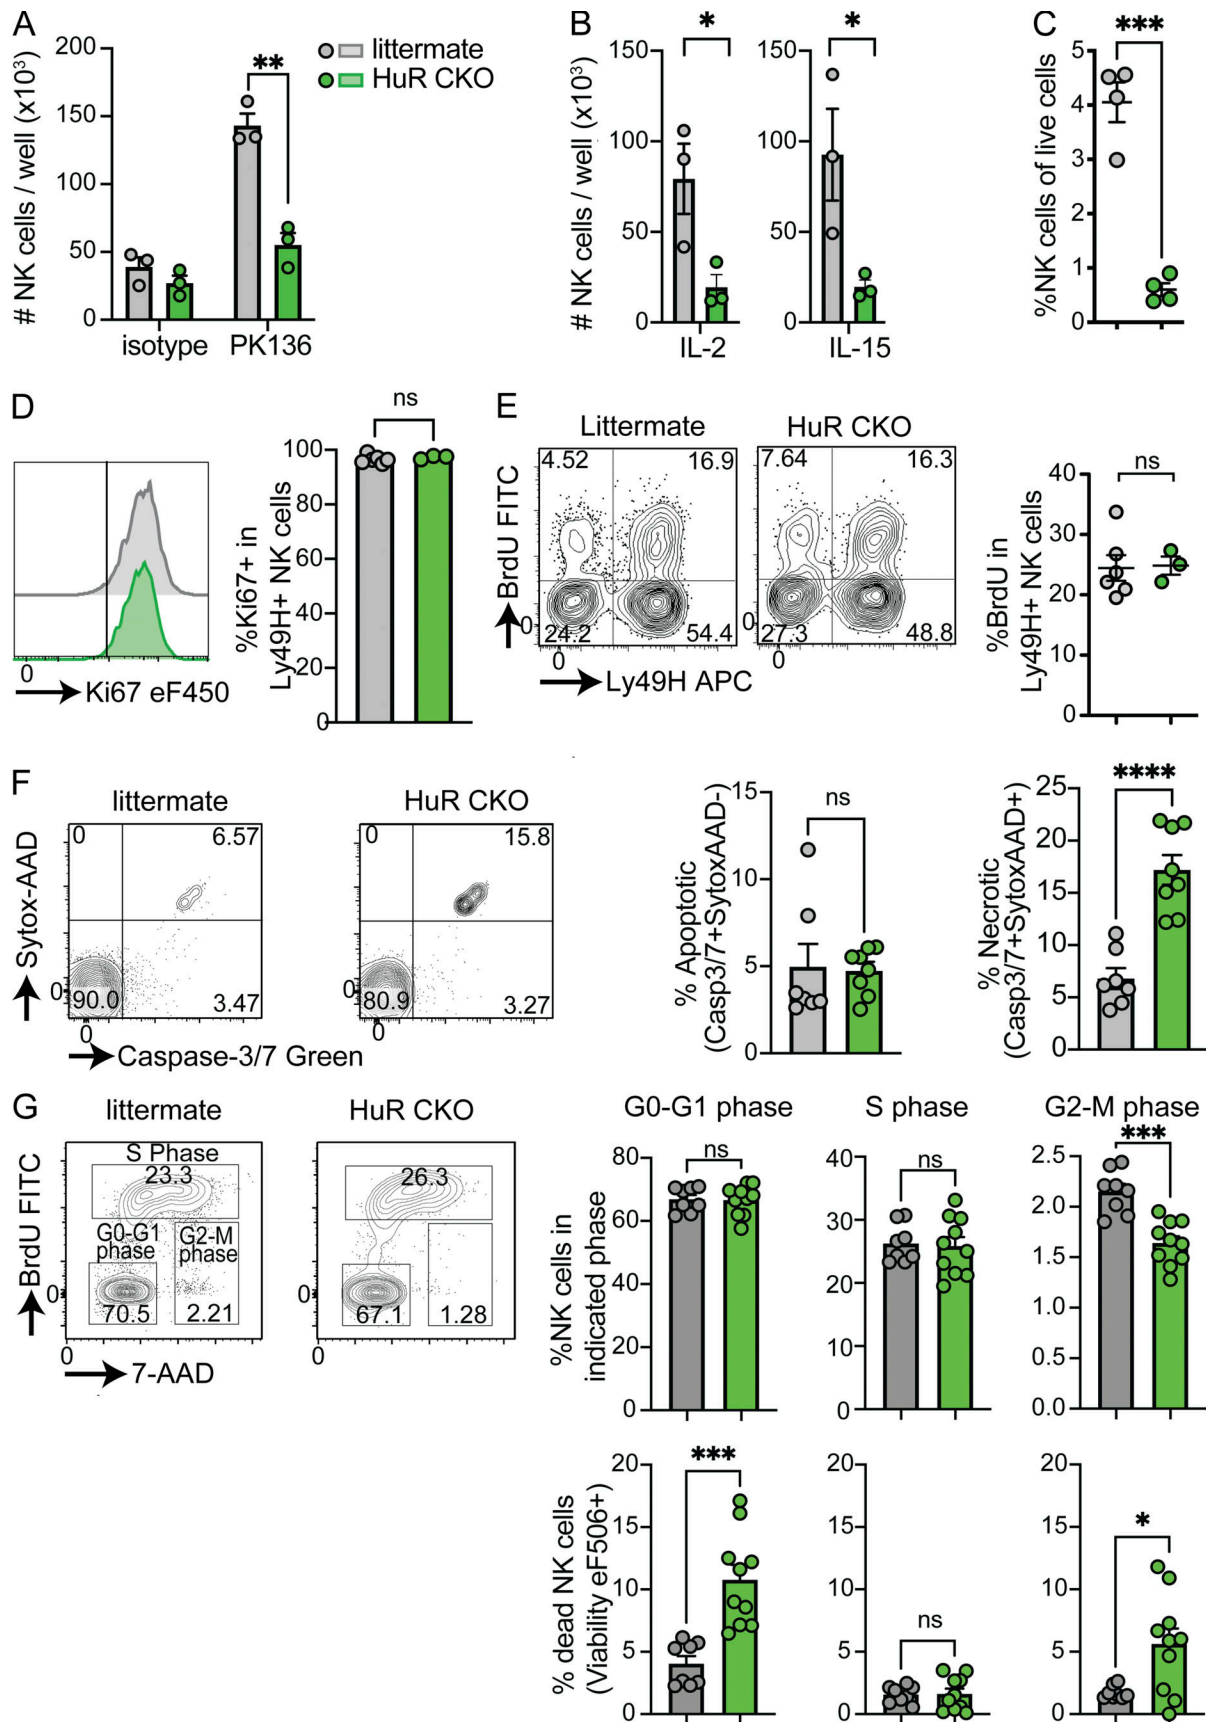 A
# NK cells / well (x10³)
200
150
100
50
0
**
isotype
PK136
littermate
HuR CKO
B
# NK cells / well (x10³)
150
100
50
0
*
IL-2
150
100
50
0
*
IL-15
C
%NK cells of live cells
5
4
3
2
1
0
***
D
0
Ki67 eF450
%Ki67+ in
Ly49H+ NK cells
100
80
60
40
20
0
ns
E
Littermate
HuR CKO
BrdU FITC
4.52
16.9
0
24.2
54.4
7.64
16.3
0
27.3
48.8
Ly49H APC
%BrdU in
Ly49H+ NK cells
40
30
20
10
0
ns
F
littermate
HuR CKO
Sytox-AAD
0
6.57
0
90.0
3.47
0
0
15.8
0
80.9
3.27
0
Caspase-3/7 Green
% Apoptotic
(Casp3/7+SytoxAAD-)
15
10
5
0
ns
% Necrotic
(Casp3/7+SytoxAAD+)
25
20
15
10
5
0
****
G
littermate
HuR CKO
BrdU FITC
S Phase
23.3
G0-G1
phase
G2-M
phase
0
70.5
2.21
0
26.3
0
67.1
1.28
0
7-AAD
G0-G1 phase
S phase
G2-M phase
%NK cells in
indicated phase
80
60
40
20
0
ns
40
30
20
10
0
ns
2.5
2.0
1.5
1.0
0.5
0.0
***
% dead NK cells
(Viability eF506+)
20
15
10
5
0
***
20
15
10
5
0
ns
20
15
10
5
0
*